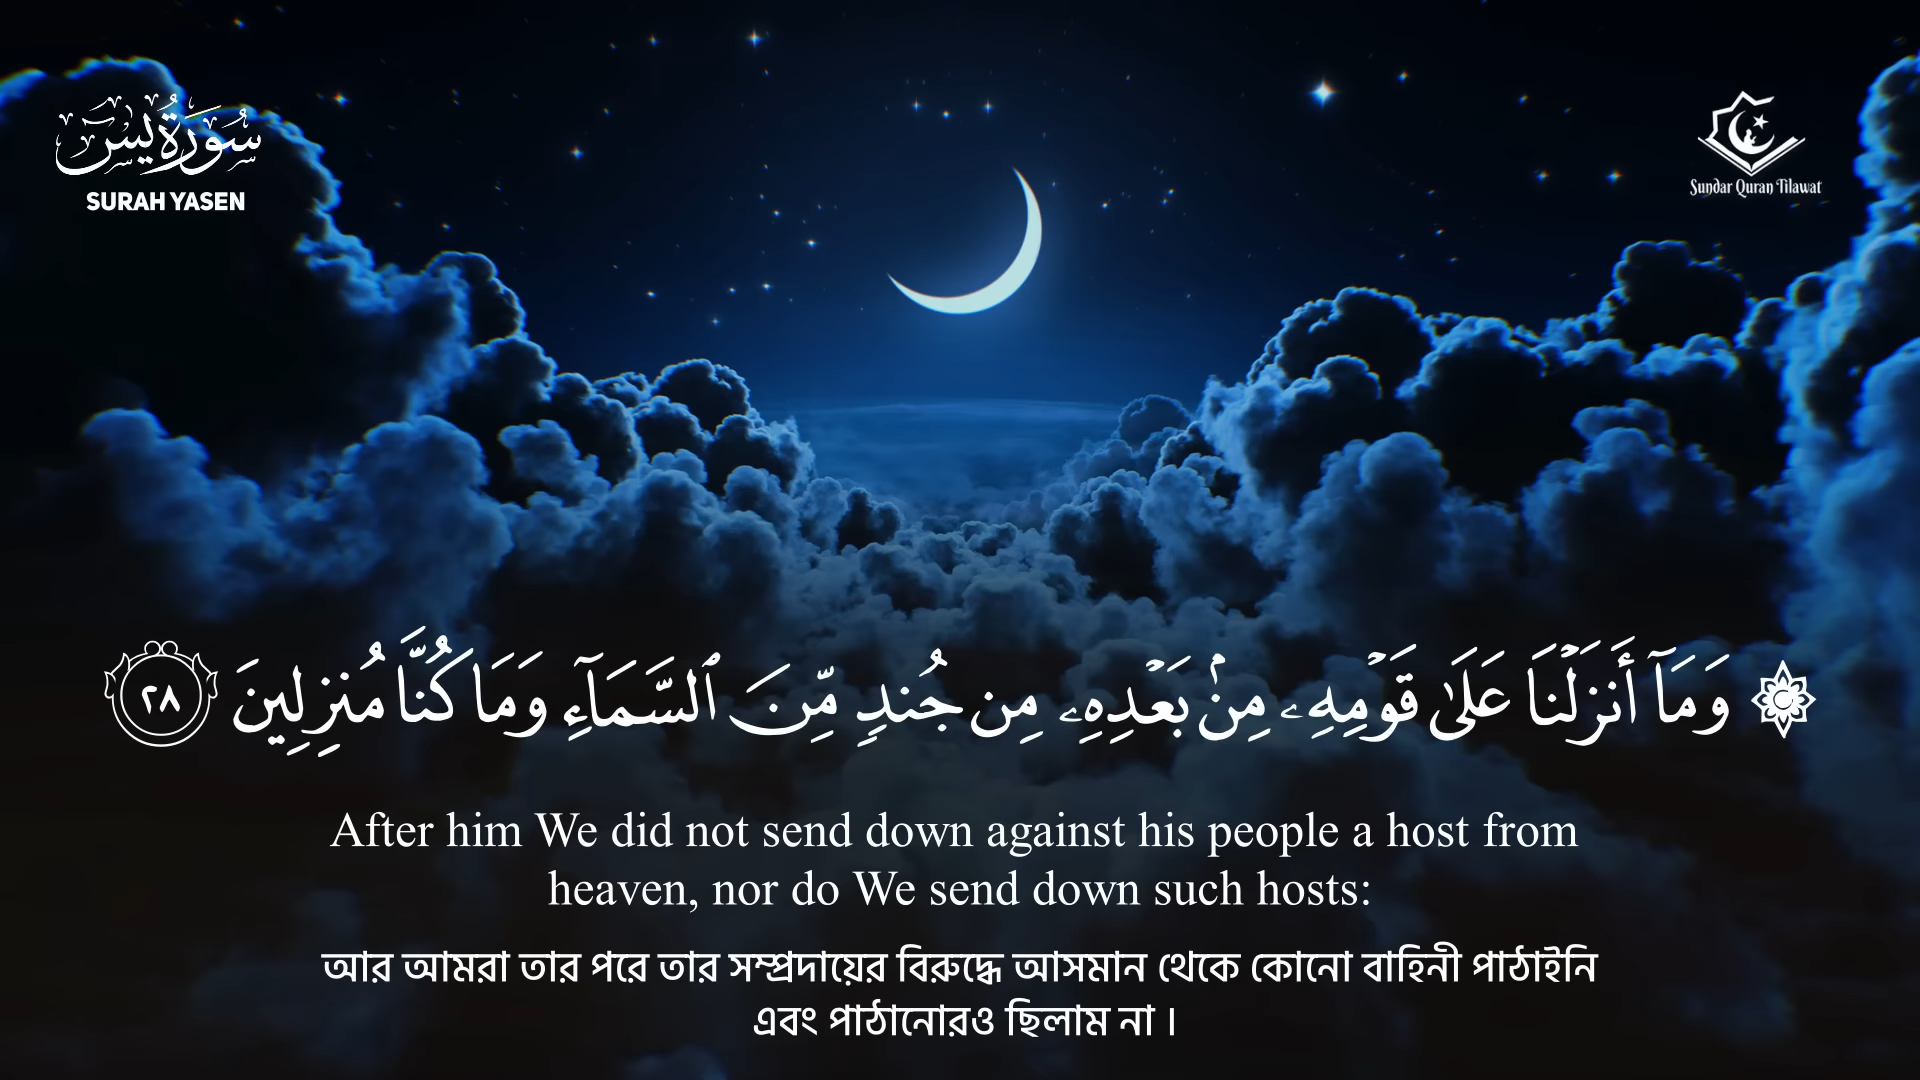 سُورَةُ يس
SURAH YASEN
Sundar Quran Tilawat
۞ وَمَآ أَنزَلْنَا عَلَىٰ قَوْمِهِۦ مِنۢ بَعْدِهِۦ مِن جُندٍ مِّنَ ٱلسَّمَآءِ وَمَا كُنَّا مُنزِلِينَ ٢٨
After him We did not send down against his people a host from
heaven, nor do We send down such hosts:
আর আমরা তার পরে তার সম্প্রদায়ের বিরুদ্ধে আসমান থেকে কোনো বাহিনী পাঠাইনি
এবং পাঠানোরও ছিলাম না ।